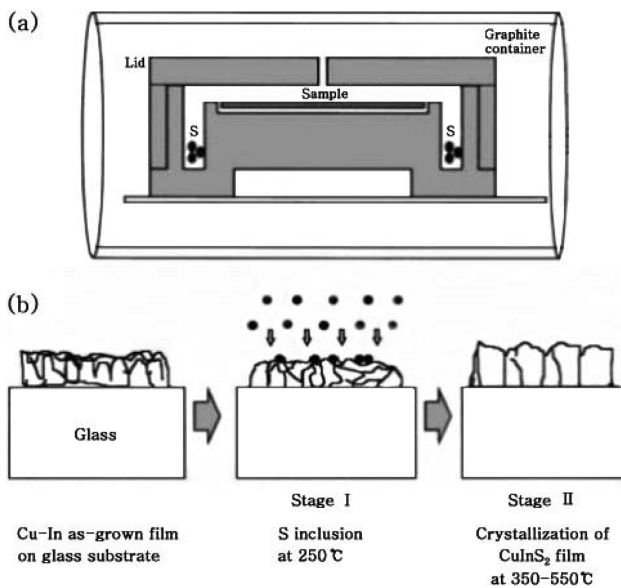 (a)
Graphite
container
Lid
Sample
S
S
(b)
Glass
Stage I
Stage II
Cu-In as-grown film
on glass substrate
S inclusion
at 250℃
Crystallization of
CuInS₂ film
at 350-550℃